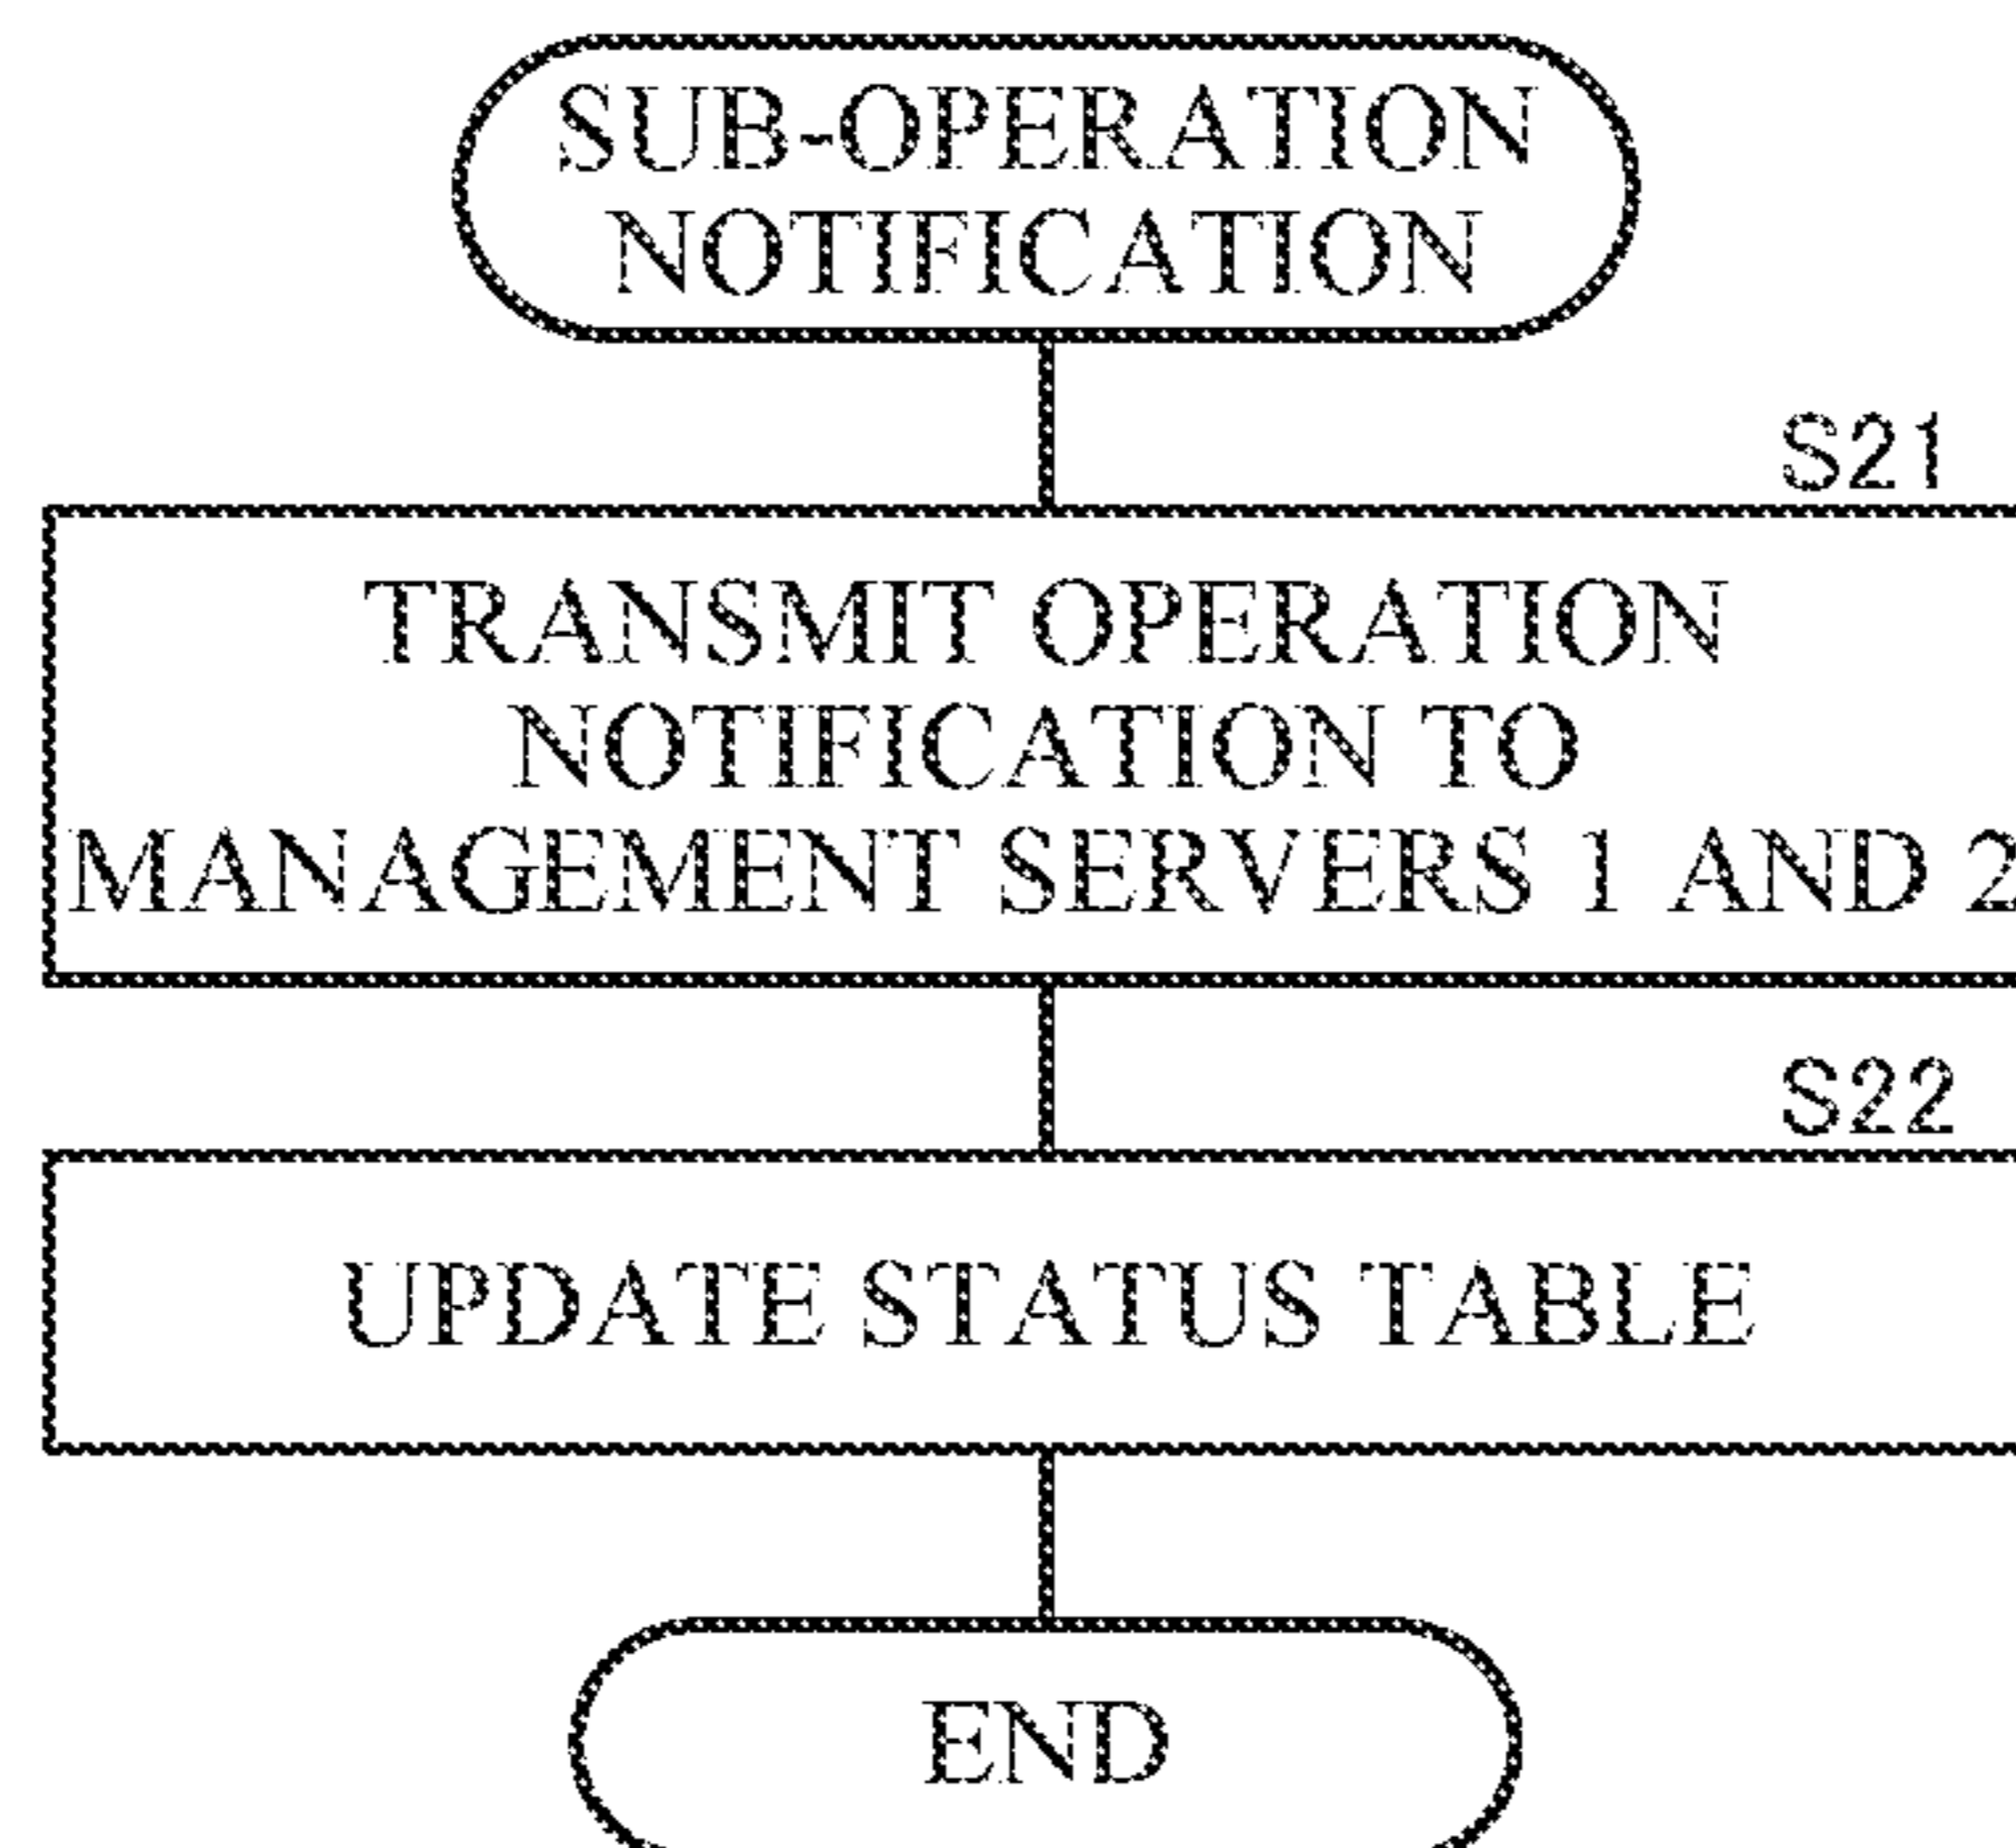 SUB-OPERATION
NOTIFICATION
S21
TRANSMIT OPERATION
NOTIFICATION TO
MANAGEMENT SERVERS 1 AND 2
S22
UPDATE STATUS TABLE
END